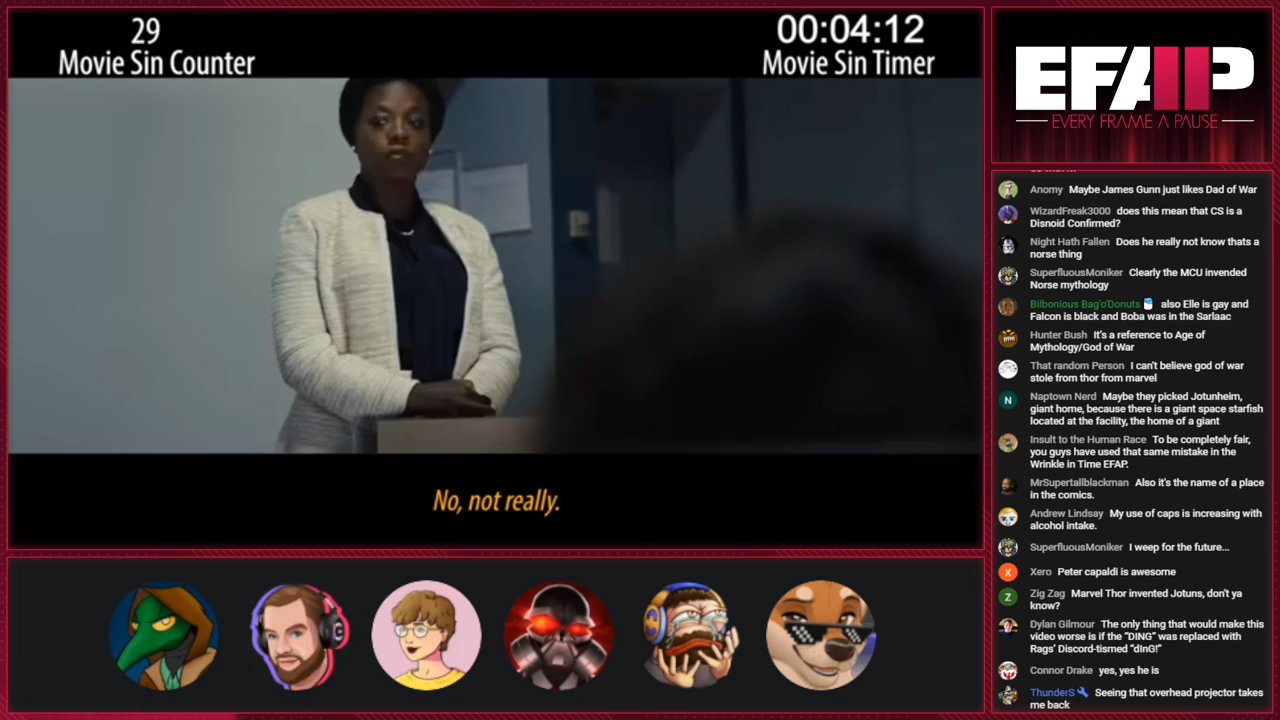 29
Movie Sin Counter
00:04:12
Movie Sin Timer
No, not really.
EFAP
EVERY FRAME A PAUSE
Anomy Maybe James Gunn just likes Dad of War
WizardFreak3000 does this mean that CS is a
Disnoid Confirmed?
Night Hath Fallen Does he really not know thats a
norse thing
SuperfluousMoniker Clearly the MCU invended
Norse mythology
Bilbonious Bag'o'Donuts also Elle is gay and
Falcon is black and Boba was in the Sarlaac
Hunter Bush It's a reference to Age of
Mythology/God of War
That random Person I can't believe god of war
stole from thor from marvel
N
Naptown Nerd Maybe they picked Jotunheim,
giant home, because there is a giant space starfish
located at the facility, the home of a giant
Insult to the Human Race To be completely fair,
you guys have used that same mistake in the
Wrinkle in Time EFAP.
MrSupertallblackman Also it's the name of a place
in the comics.
Andrew Lindsay My use of caps is increasing with
alcohol intake.
SuperfluousMoniker I weep for the future...
X
Xero Peter capaldi is awesome
Z
Zig Zag Marvel Thor invented Jotuns, don't ya
know?
Dylan Gilmour The only thing that would make this
video worse is if the “DING” was replaced with
Rags’ Discord-tismed “dInG!”
Connor Drake yes, yes he is
ThunderS Seeing that overhead projector takes
me back